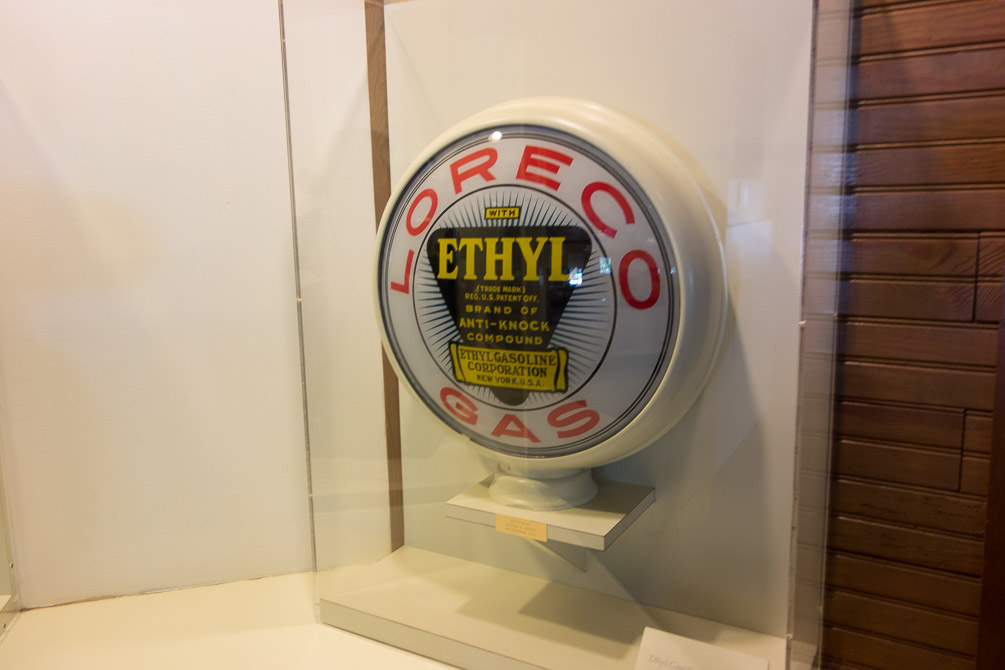 LORECO
WITH
ETHYL
(TRADE MARK)
REG. U.S. PATENT OFF.
BRAND OF
ANTI-KNOCK
COMPOUND
ETHYL GASOLINE
CORPORATION
NEW YORK. U.S.A.
GAS
Ethyl